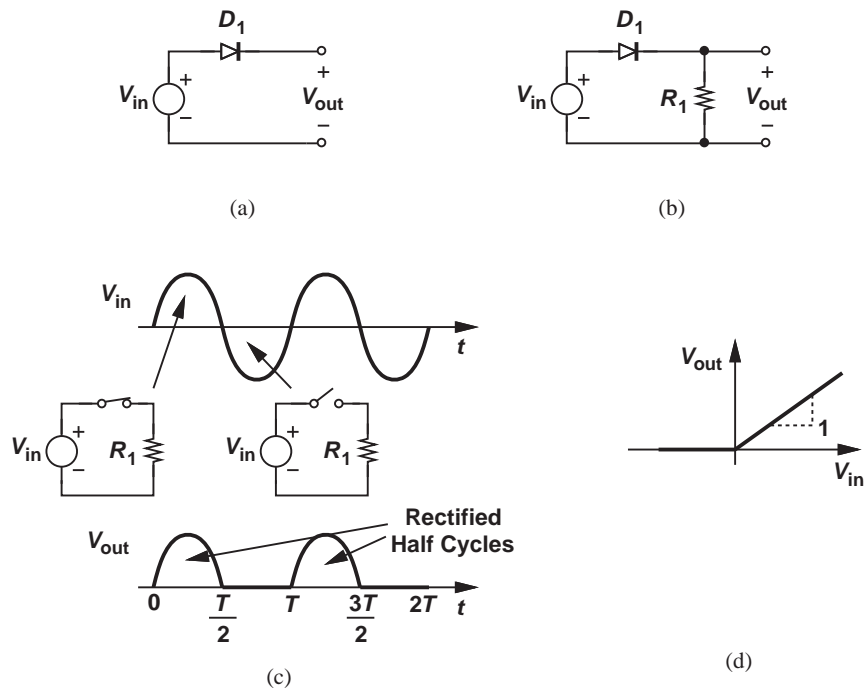 D1
+
Vin
−
+
Vout
−
(a)
D1
+
Vin
−
R1
+
Vout
−
(b)
Vin
t
Vin
+
−
R1
Vin
+
−
R1
Rectified
Half Cycles
Vout
0
T
2
T
3T
2
2T
t
(c)
Vout
1
Vin
(d)